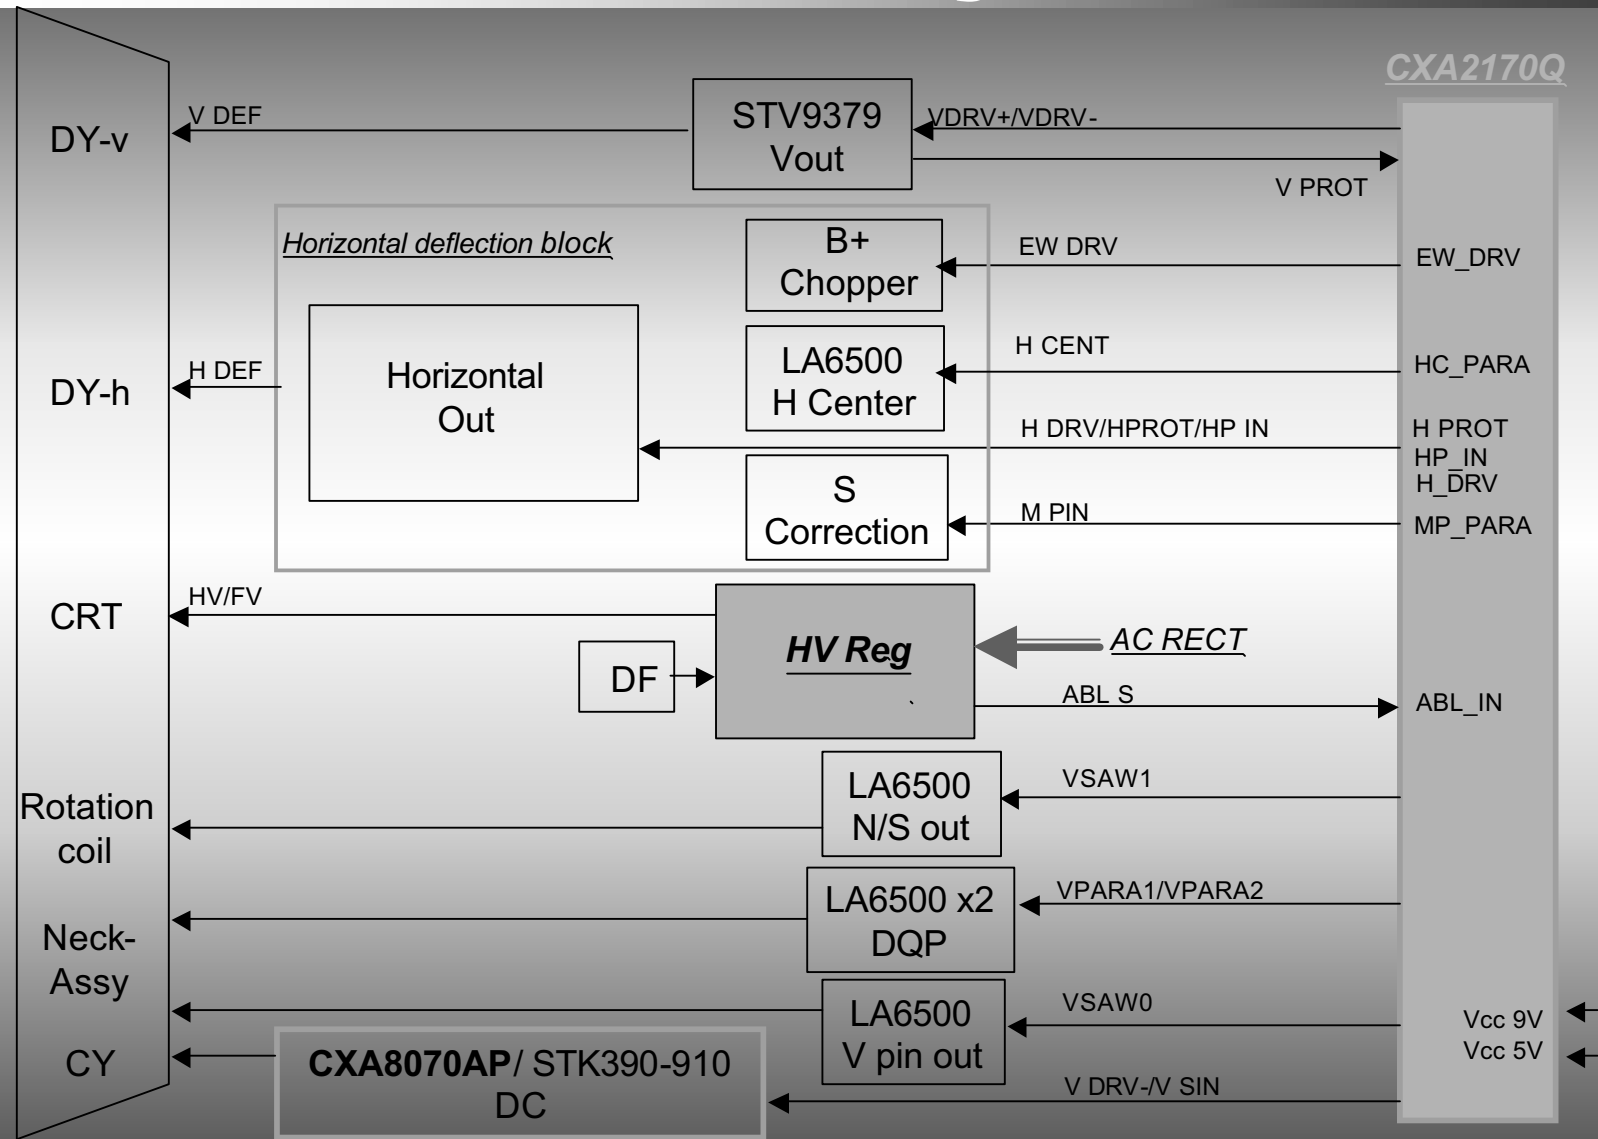 CXA2170Q
V DEF
STV9379
Vout
VDRV+/VDRV-
DY-v
V PROT
Horizontal deflection block
B+
Chopper
EW DRV
EW_DRV
H DEF
DY-h
Horizontal
Out
LA6500
H Center
H CENT
HC_PARA
H DRV/HPROT/HP IN
H PROT
HP_IN
H_DRV
S
Correction
M PIN
MP_PARA
HV/FV
CRT
HV Reg
AC RECT
DF
ABL S
ABL_IN
Rotation
coil
LA6500
N/S out
VSAW1
LA6500 x2
DQP
VPARA1/VPARA2
Neck-
Assy
LA6500
V pin out
VSAW0
Vcc 9V
Vcc 5V
CY
CXA8070AP/ STK390-910
DC
V DRV-/V SIN